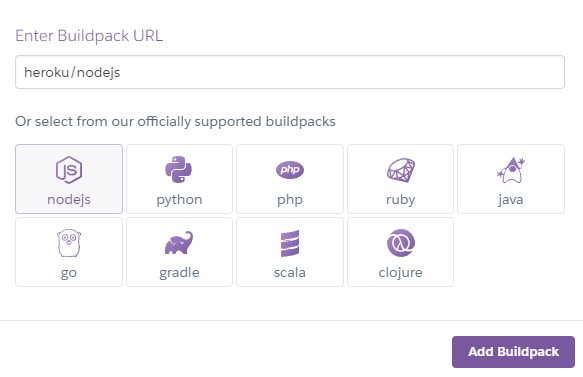 Enter Buildpack URL
heroku/nodejs
Or select from our officially supported buildpacks
JS
php
nodejs python php ruby java
go gradle scala clojure
Add Buildpack